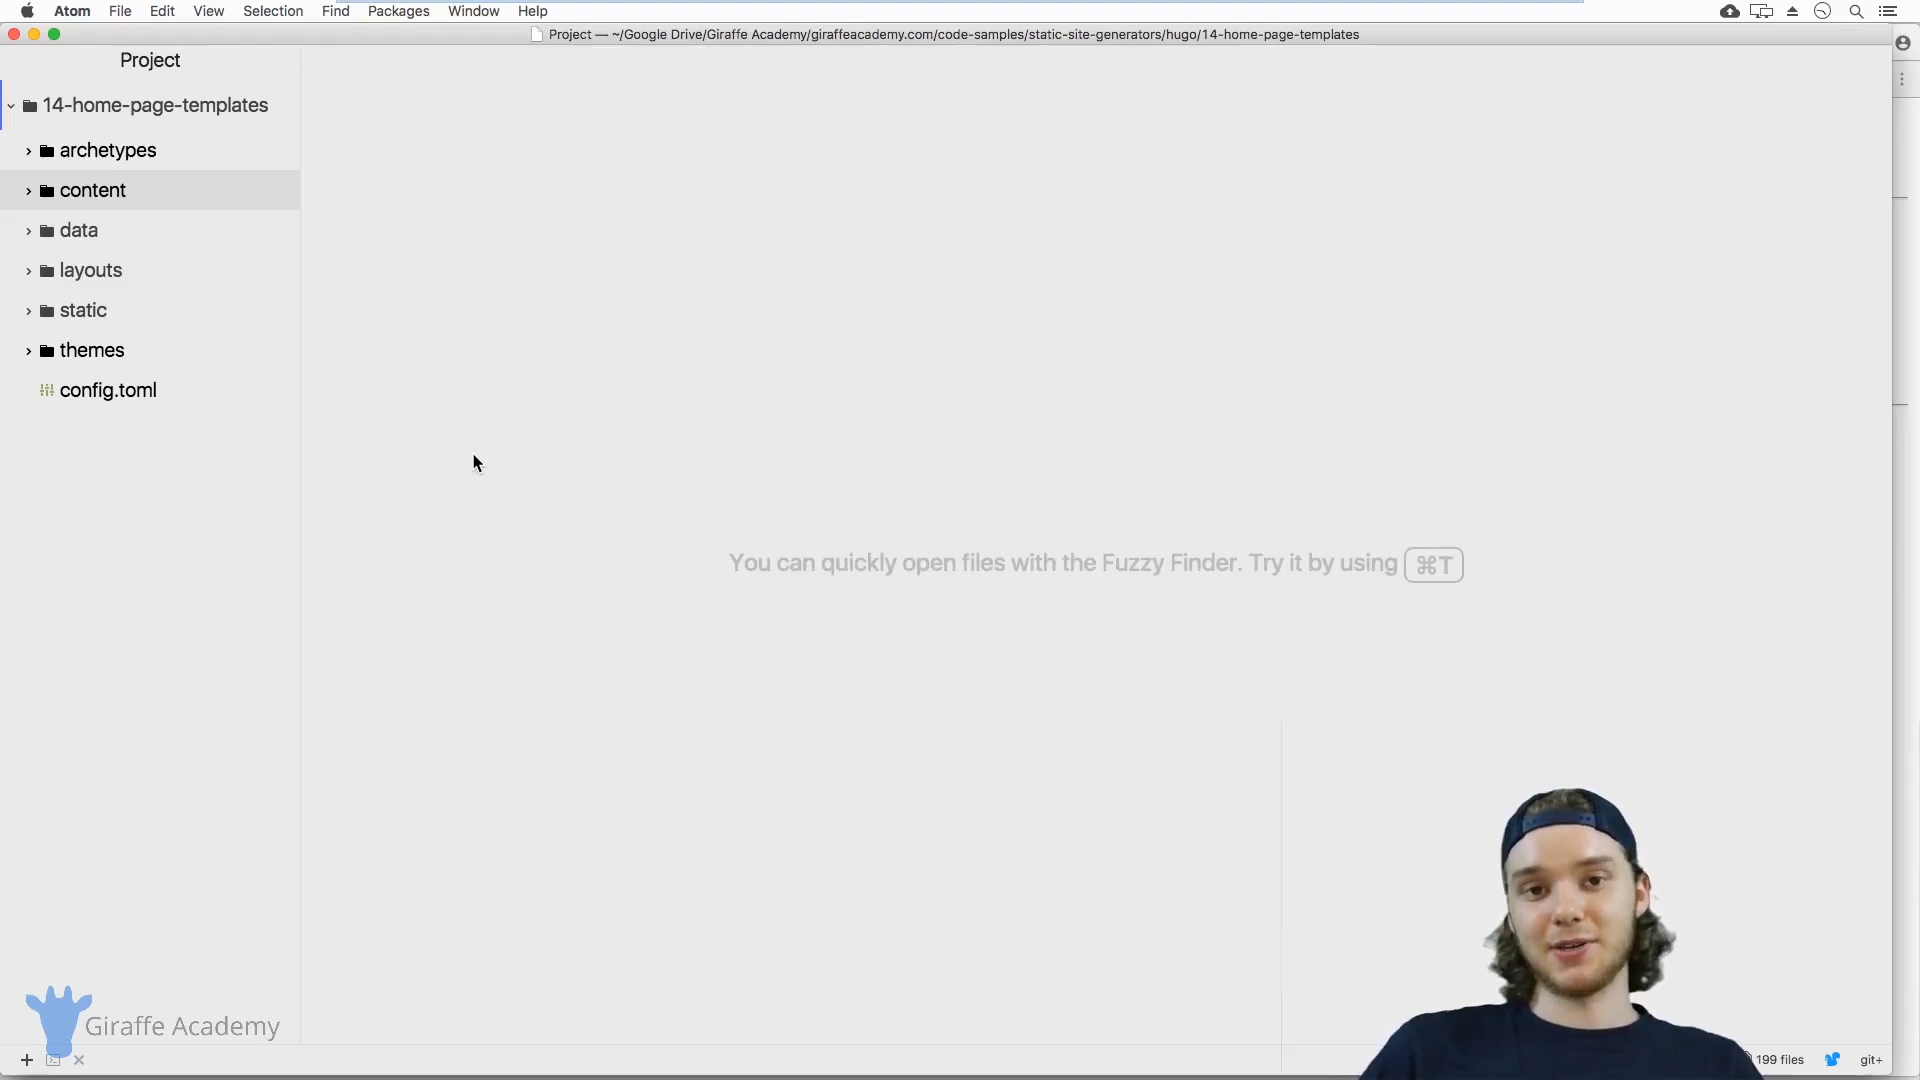 Atom File Edit View Selection Find Packages Window Help
Project — ~/Google Drive/Giraffe Academy/giraffeacademy.com/code-samples/static-site-generators/hugo/14-home-page-templates
Project
14-home-page-templates
archetypes
content
data
layouts
static
themes
config.toml
You can quickly open files with the Fuzzy Finder. Try it by using ⌘T
Giraffe Academy
199 files git+